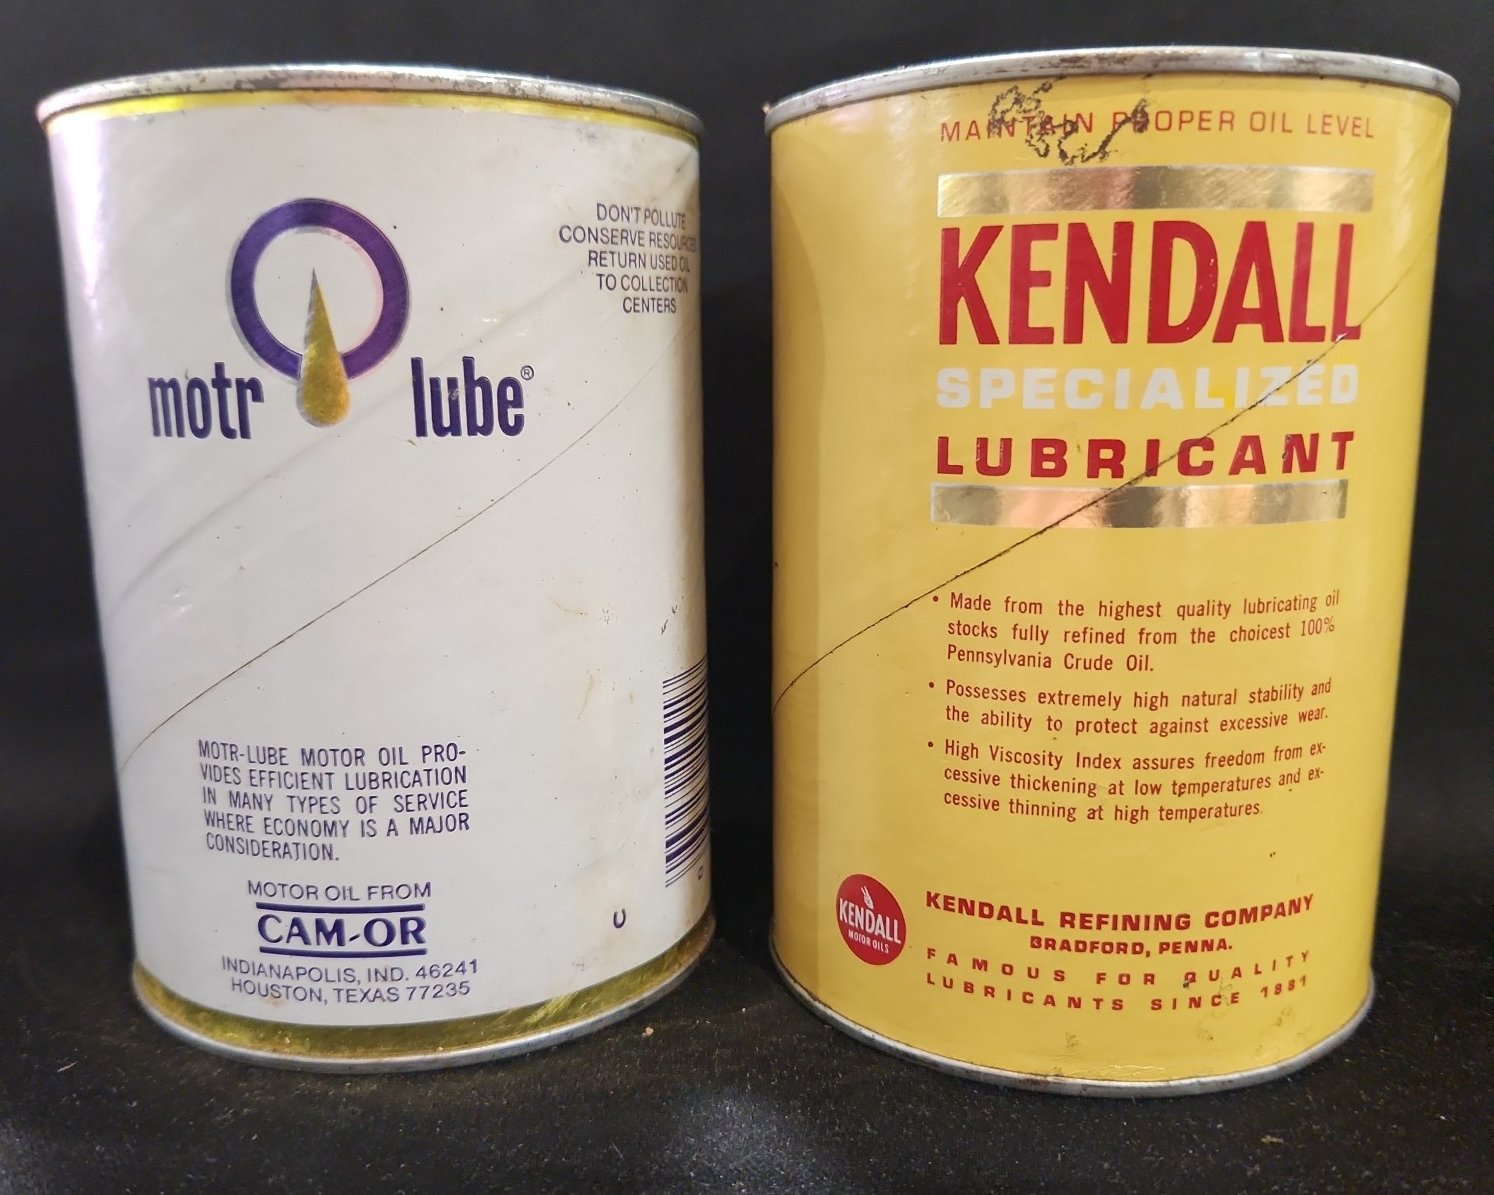 motr lube®
DON'T POLLUTE
CONSERVE RESOURCES
RETURN USED OIL
TO COLLECTION
CENTERS
MOTR-LUBE MOTOR OIL PRO-
VIDES EFFICIENT LUBRICATION
IN MANY TYPES OF SERVICE
WHERE ECONOMY IS A MAJOR
CONSIDERATION.
MOTOR OIL FROM
CAM-OR
INDIANAPOLIS, IND. 46241
HOUSTON, TEXAS 77235
U
0
MAINTAIN PROPER OIL LEVEL
KENDALL
SPECIALIZED
LUBRICANT
• Made from the highest quality lubricating oil
stocks fully refined from the choicest 100%
Pennsylvania Crude Oil.
• Possesses extremely high natural stability and
the ability to protect against excessive wear.
• High Viscosity Index assures freedom from ex-
cessive thickening at low temperatures and ex-
cessive thinning at high temperatures.
KENDALL
MOTOR OILS
KENDALL REFINING COMPANY
BRADFORD, PENNA.
FAMOUS FOR QUALITY
LUBRICANTS SINCE 1881